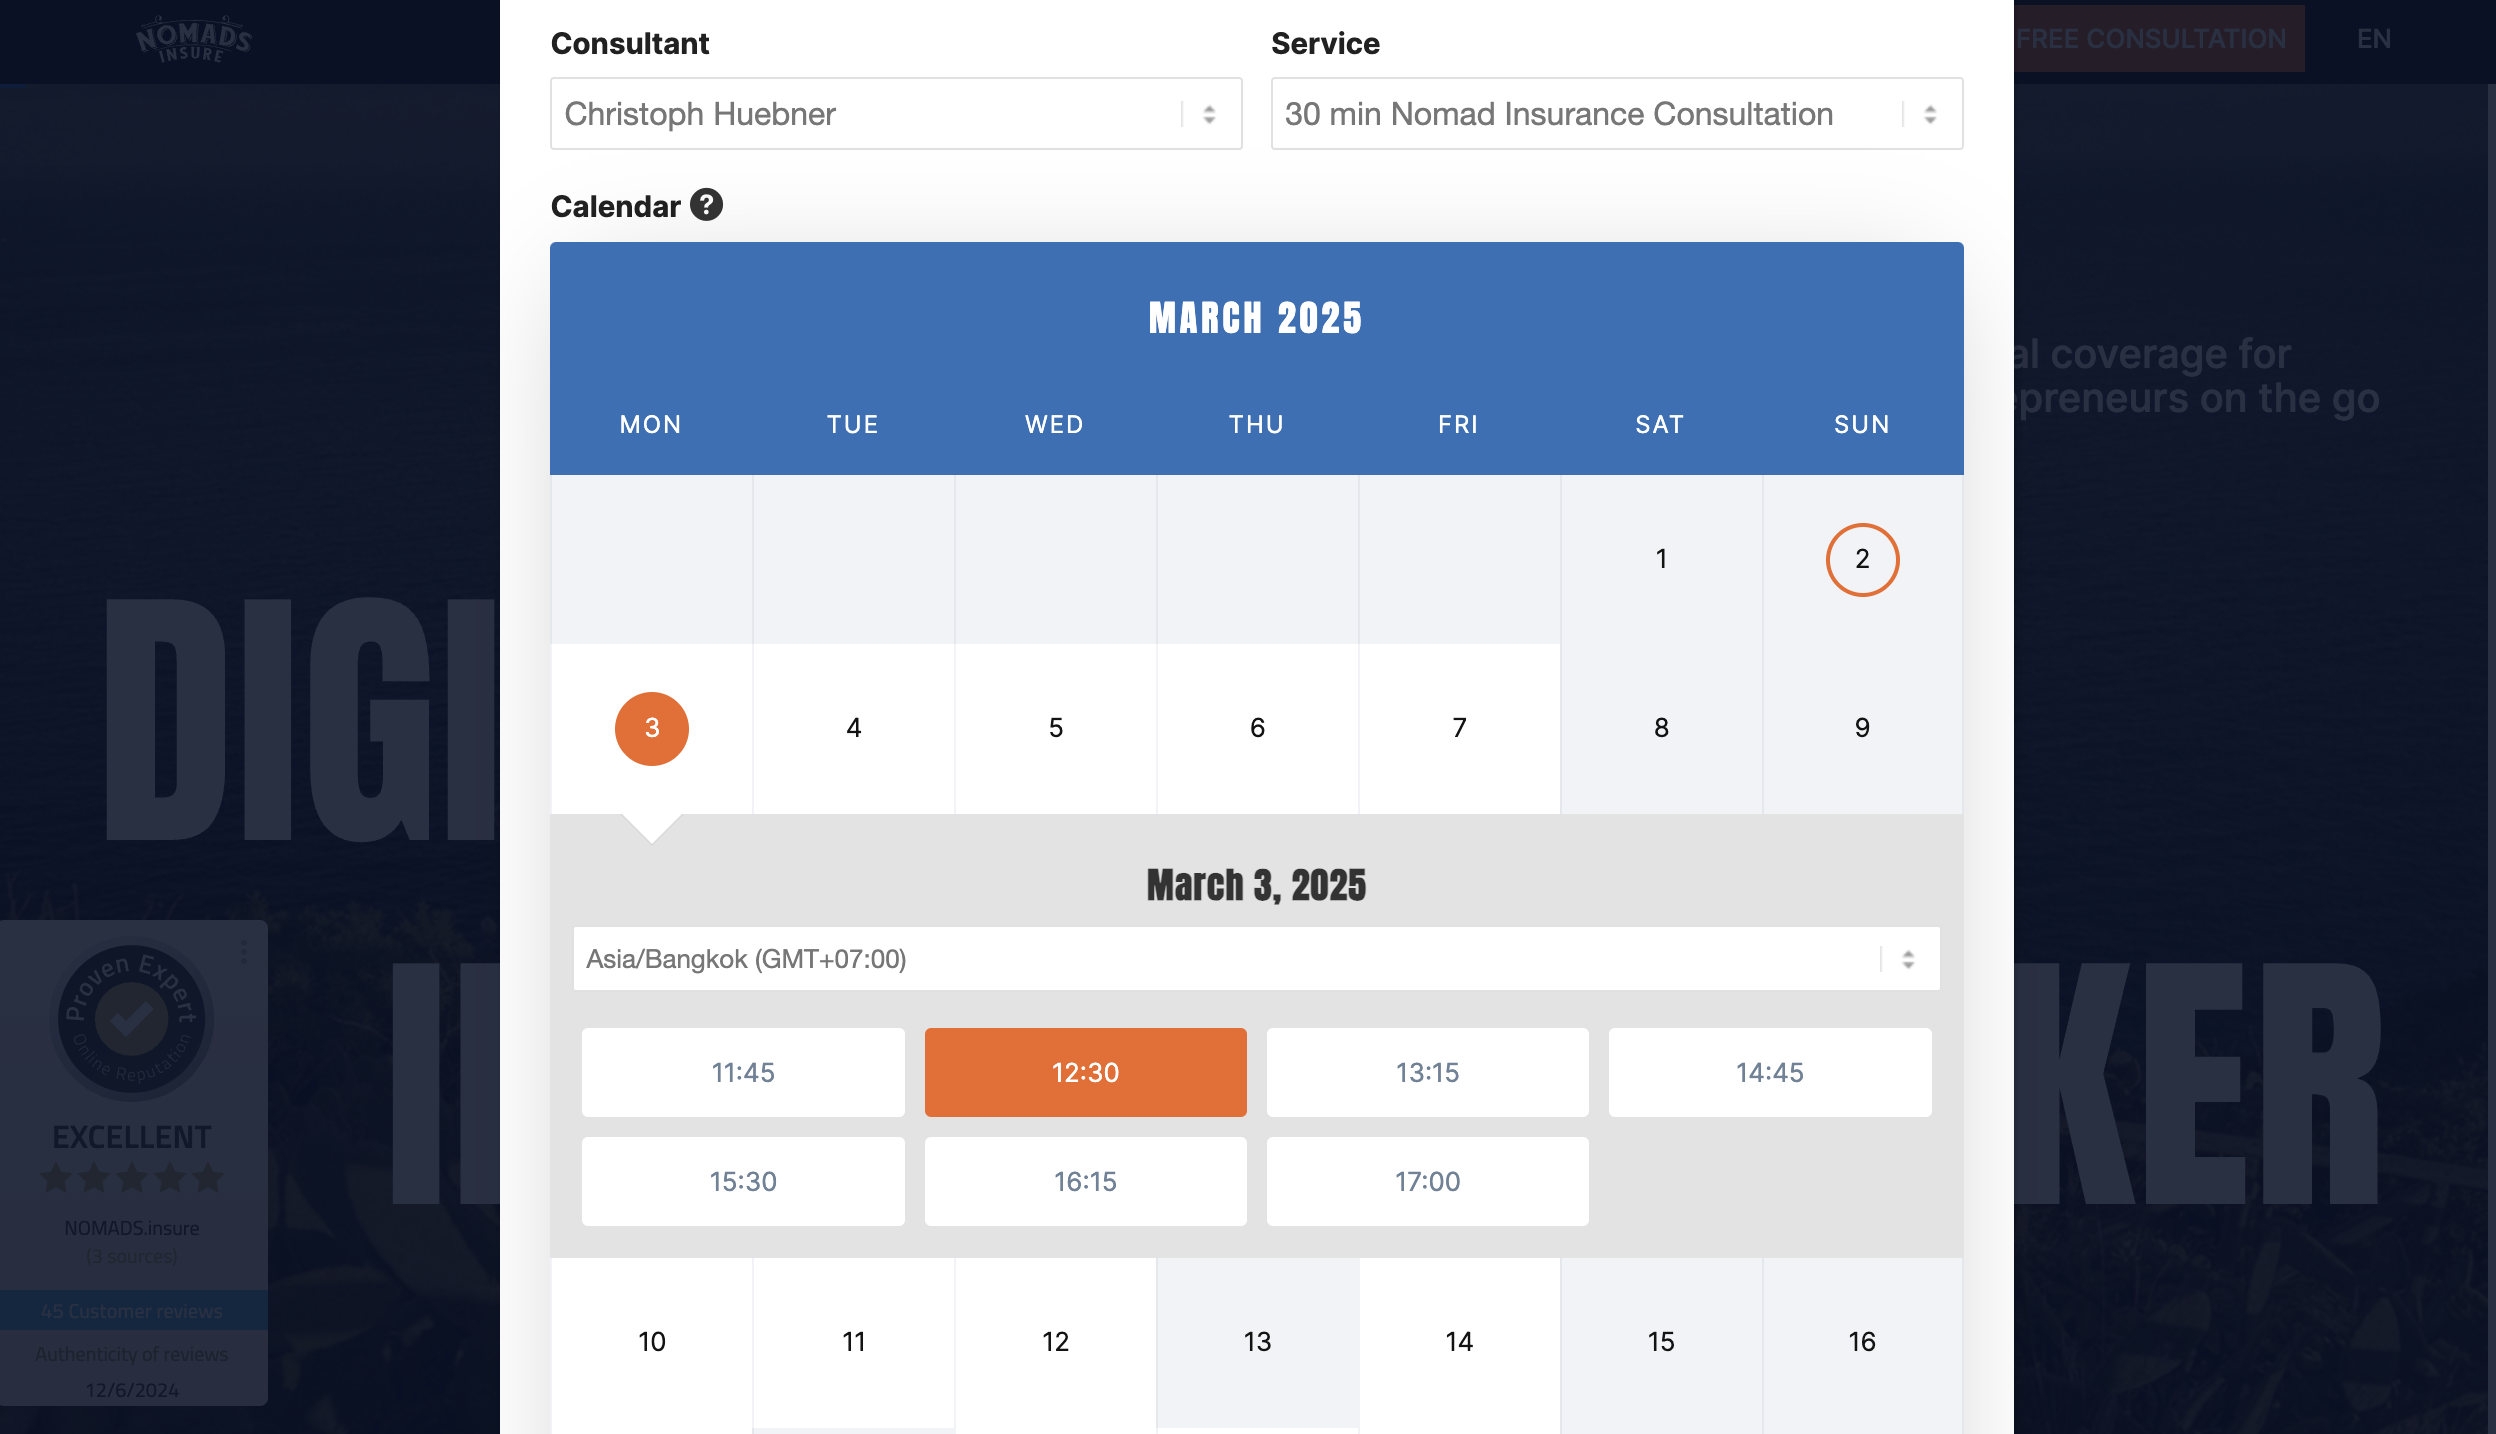 NOMADS
INSURE
FREE CONSULTATION
EN
Consultant
Service
Christoph Huebner
30 min Nomad Insurance Consultation
Calendar ?
MARCH 2025
MON TUE WED THU FRI SAT SUN
al coverage for
epreneurs on the go
1 2
3 4 5 6 7 8 9
DIGI
March 3, 2025
Asia/Bangkok (GMT+07:00)
11:45 12:30 13:15 14:45
15:30 16:15 17:00
KER
10 11 12 13 14 15 16
Proven Expert
Online Reputation
EXCELLENT
NOMADS.insure
(3 sources)
45 Customer reviews
Authenticity of reviews
12/6/2024